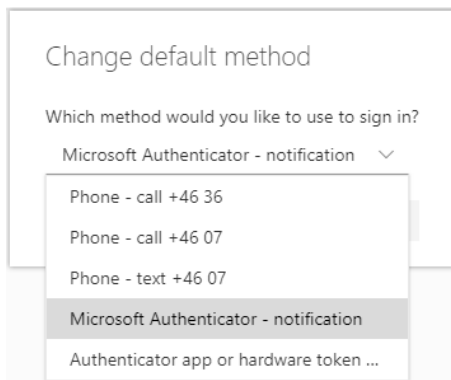 Change default method
Which method would you like to use to sign in?
Microsoft Authenticator - notification
Phone - call +46 36
Phone - call +46 07
Phone - text +46 07
Microsoft Authenticator - notification
Authenticator app or hardware token ...